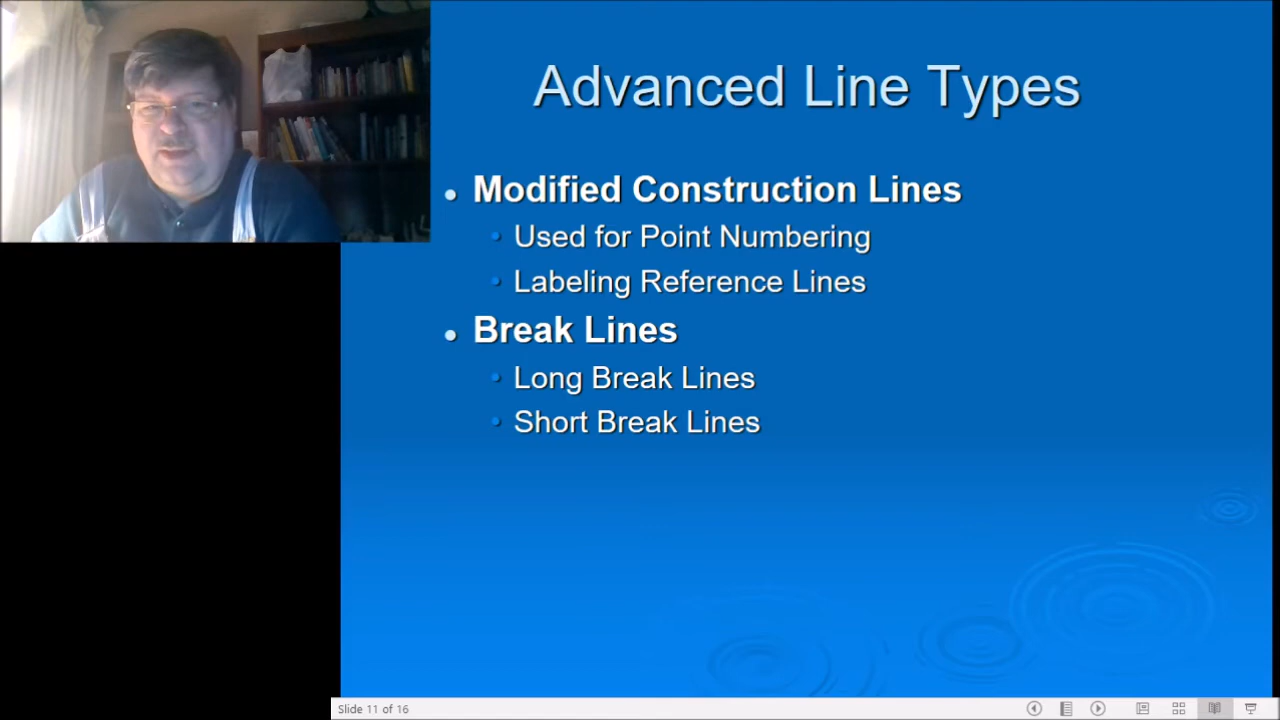 Advanced Line Types
Modified Construction Lines
Used for Point Numbering
Labeling Reference Lines
Break Lines
Long Break Lines
Short Break Lines
Slide 11 of 16